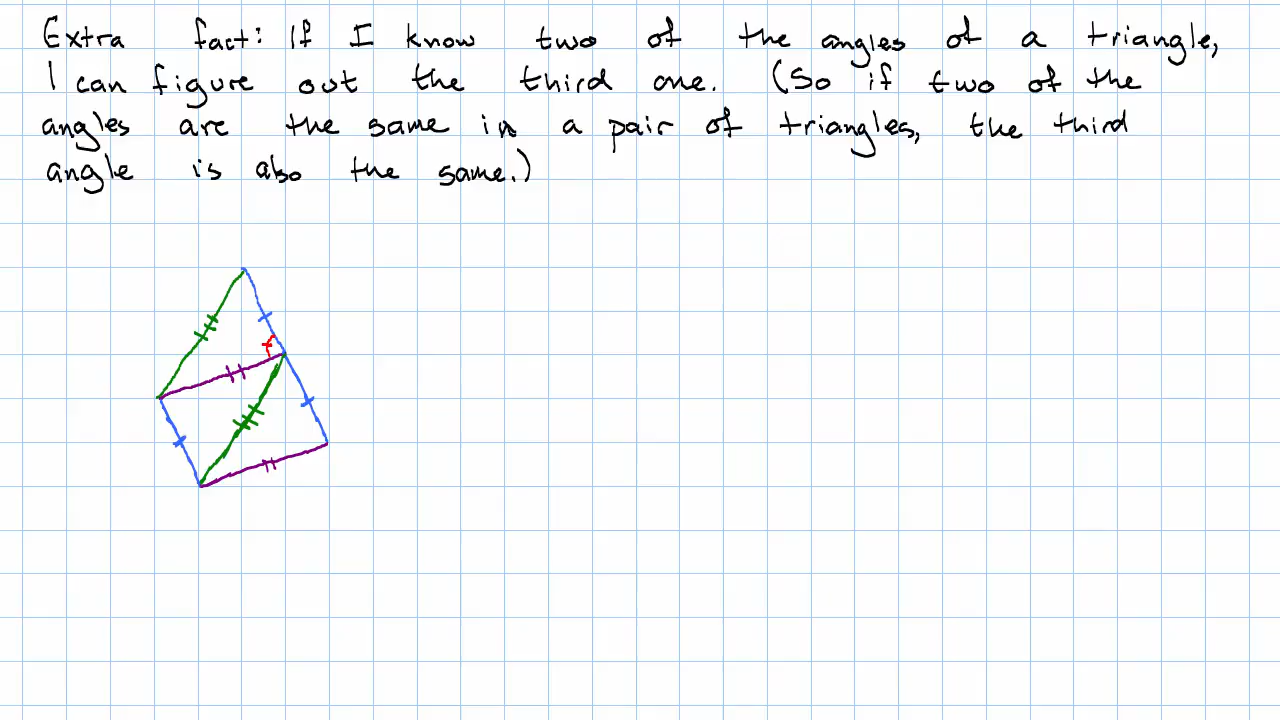 Extra fact: If I know two of the angles of a triangle,
I can figure out the third one. (So if two of the
angles are the same in a pair of triangles, the third
angle is also the same.)